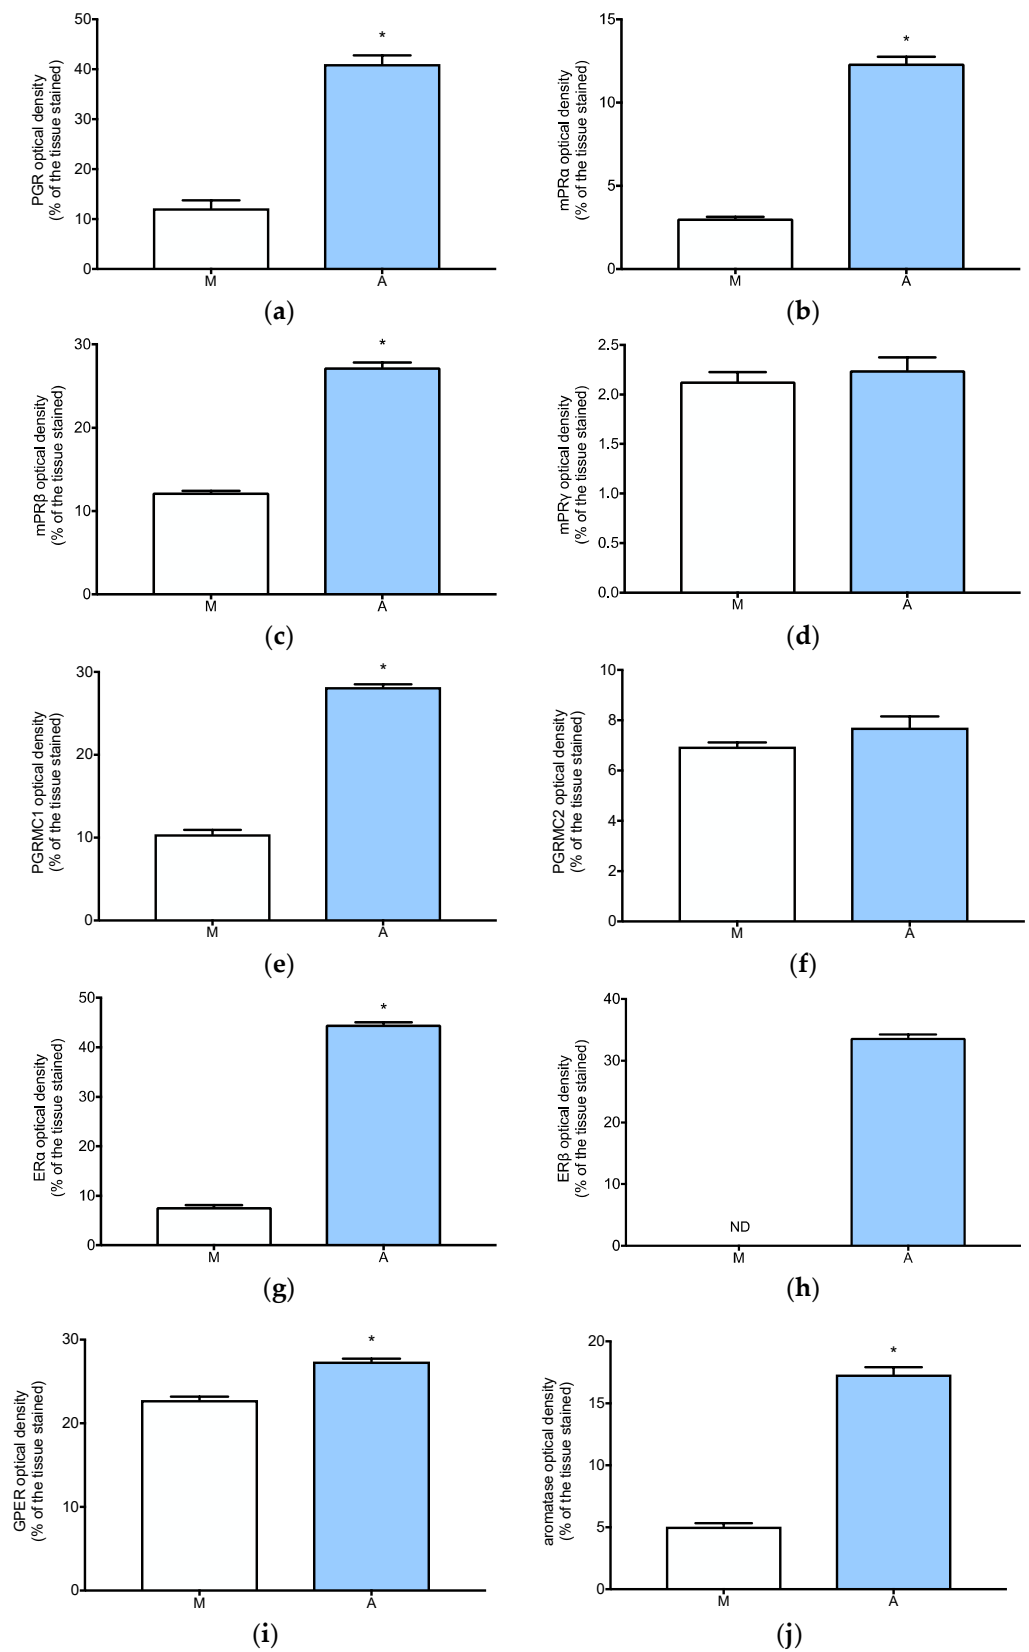 PGR optical density
(% of the tissue stained)
50
40
30
20
10
0
*
M A
(a)
mPRα optical density
(% of the tissue stained)
15
10
5
0
*
M A
(b)
mPRβ optical density
(% of the tissue stained)
30
20
10
0
*
M A
(c)
mPRγ optical density
(% of the tissue stained)
2.5
2.0
1.5
1.0
0.5
0.0
M A
(d)
PGRMC1 optical density
(% of the tissue stained)
30
20
10
0
*
M A
(e)
PGRMC2 optical density
(% of the tissue stained)
10
8
6
4
2
0
M A
(f)
ERα optical density
(% of the tissue stained)
50
40
30
20
10
0
*
M A
(g)
ERβ optical density
(% of the tissue stained)
40
30
20
10
0
ND
M A
(h)
GPER optical density
(% of the tissue stained)
30
20
10
0
*
M A
(i)
aromatase optical density
(% of the tissue stained)
20
15
10
5
0
*
M A
(j)